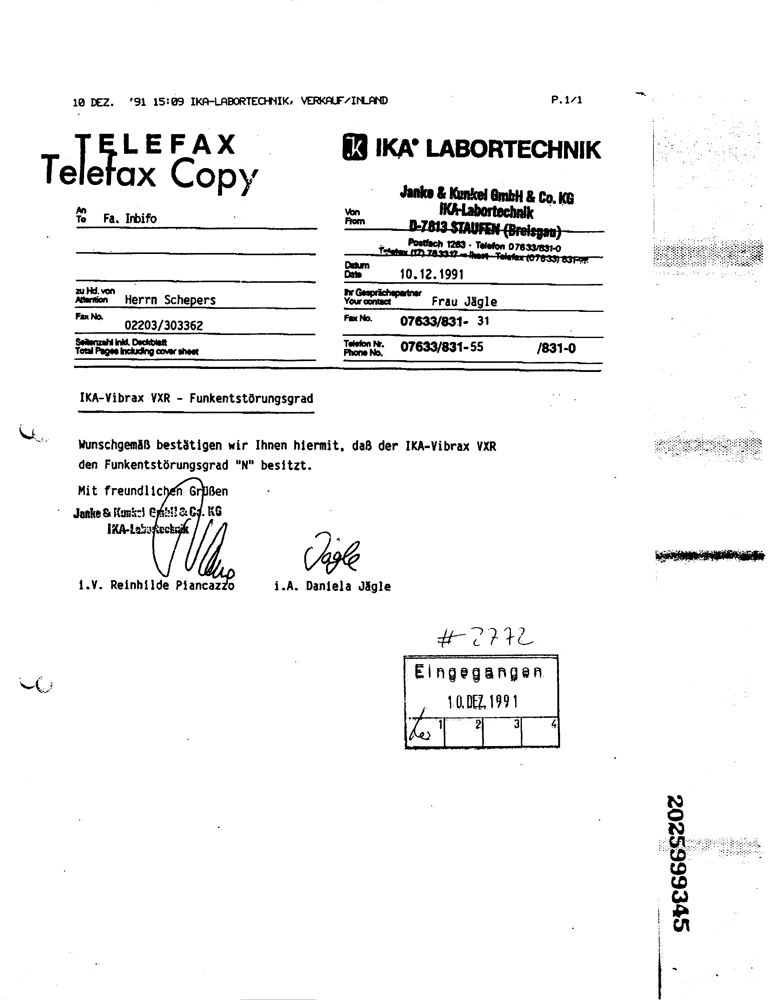 10 DEZ. '91 15:09 IKA-LABORTECHNIK, VERKAUF/INLAND P.1/1
TELEFAX
Telefax Copy
IKA® LABORTECHNIK
Janke & Kunkel GmbH & Co. KG
IKA-Labortechnik
D-7813 STAUFEN (Breisgau)
Postfach 1263 - Telefon 07633/831-0
An
To Fa. Inbifo
Von
From
Datum
Date 10.12.1991
zu Hd. von
Attention Herrn Schepers
Ihr Gesprächspartner
Your contact Frau Jägle
Fax No. 02203/303362
Fax No. 07633/831- 31
Seitenzahl inkl. Deckblatt
Total Pages including cover sheet
Telefon Nr.
Phone No. 07633/831-55 /831-0
IKA-Vibrax VXR - Funkentstörungsgrad
Wunschgemäß bestätigen wir Ihnen hiermit, daß der IKA-Vibrax VXR
den Funkentstörungsgrad "N" besitzt.
Mit freundlichen Grüßen
Janke & Kunkel GmbH & Co. KG
IKA-Labortechnik
Jägle
i.V. Reinhilde Piancazzo i.A. Daniela Jägle
#2772
Eingegangen
10. DEZ. 1991
1 2 3 4
2025999345